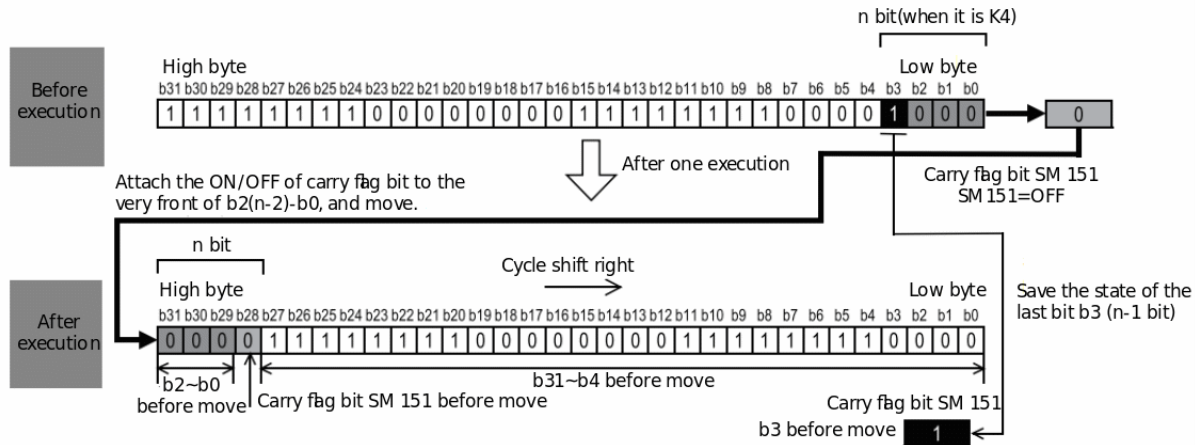 n bit(when it is K4)
Before execution
High byte
Low byte
b31 b30 b29 b28 b27 b26 b25 b24 b23 b22 b21 b20 b19 b18 b17 b16 b15 b14 b13 b12 b11 b10 b9 b8 b7 b6 b5 b4 b3 b2 b1 b0
1 1 1 1 1 1 1 1 0 0 0 0 0 0 0 0 1 1 1 1 1 1 1 1 0 0 0 0 1 0 0 0
0
After one execution
Carry flag bit SM 151
SM 151=OFF
Attach the ON/OFF of carry flag bit to the
very front of b2(n-2)-b0, and move.
n bit
Cycle shift right
After execution
High byte
Low byte
b31 b30 b29 b28 b27 b26 b25 b24 b23 b22 b21 b20 b19 b18 b17 b16 b15 b14 b13 b12 b11 b10 b9 b8 b7 b6 b5 b4 b3 b2 b1 b0
0 0 0 0 1 1 1 1 1 1 1 1 0 0 0 0 0 0 0 0 1 1 1 1 1 1 1 1 0 0 0 0
Save the state of the
last bit b3 (n-1 bit)
b2~b0
before move
Carry flag bit SM 151 before move
b31~b4 before move
Carry flag bit SM 151
b3 before move
1